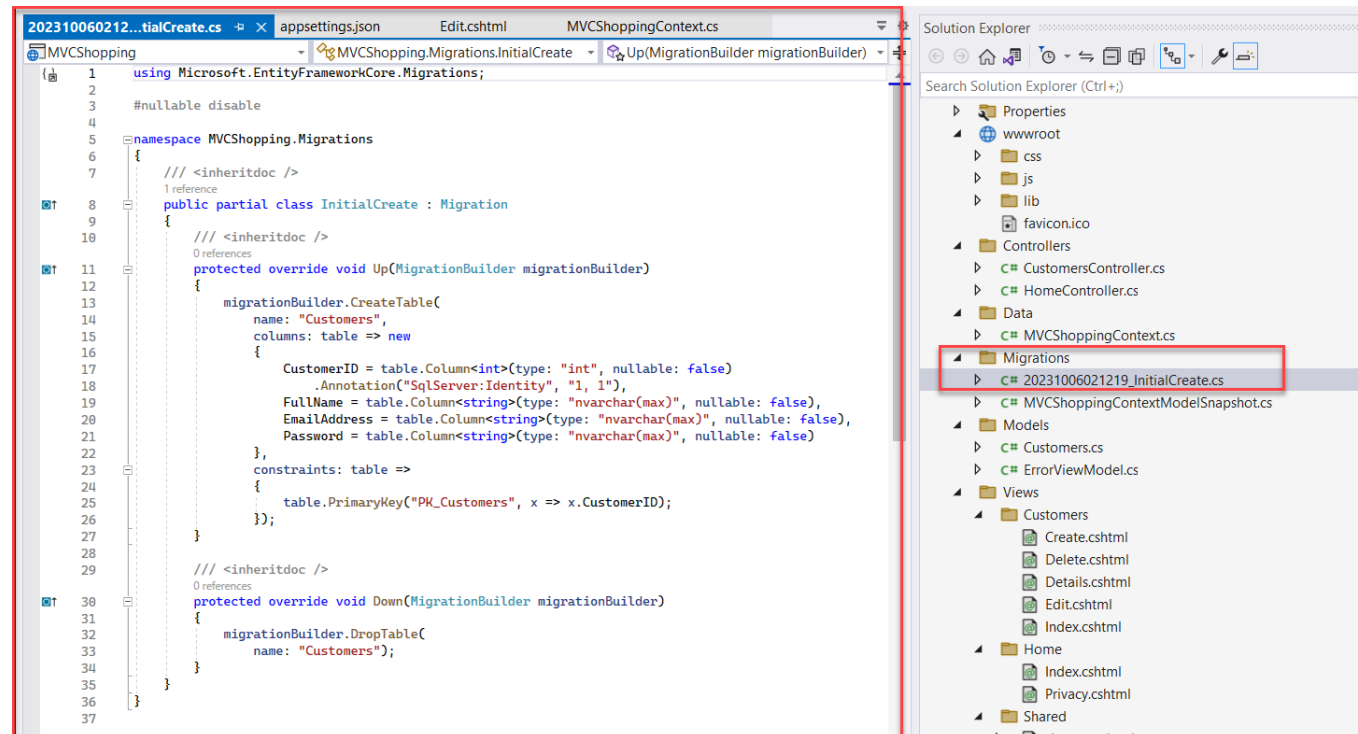 202310060212...tialCreate.cs appsettings.json Edit.cshtml MVCShoppingContext.cs
MVCShopping MVCShopping.Migrations.InitialCreate Up(MigrationBuilder migrationBuilder)
1 using Microsoft.EntityFrameworkCore.Migrations;
2
3 #nullable disable
4
5 namespace MVCShopping.Migrations
6 {
7 /// <inheritdoc />
1 reference
8 public partial class InitialCreate : Migration
9 {
10 /// <inheritdoc />
0 references
11 protected override void Up(MigrationBuilder migrationBuilder)
12 {
13 migrationBuilder.CreateTable(
14 name: "Customers",
15 columns: table => new
16 {
17 CustomerID = table.Column<int>(type: "int", nullable: false)
18 .Annotation("SqlServer:Identity", "1, 1"),
19 FullName = table.Column<string>(type: "nvarchar(max)", nullable: false),
20 EmailAddress = table.Column<string>(type: "nvarchar(max)", nullable: false),
21 Password = table.Column<string>(type: "nvarchar(max)", nullable: false)
22 },
23 constraints: table =>
24 {
25 table.PrimaryKey("PK_Customers", x => x.CustomerID);
26 });
27 }
28
29 /// <inheritdoc />
0 references
30 protected override void Down(MigrationBuilder migrationBuilder)
31 {
32 migrationBuilder.DropTable(
33 name: "Customers");
34 }
35 }
36 }
37
Solution Explorer
Search Solution Explorer (Ctrl+;)
Properties
wwwroot
css
js
lib
favicon.ico
Controllers
C# CustomersController.cs
C# HomeController.cs
Data
C# MVCShoppingContext.cs
Migrations
C# 20231006021219_InitialCreate.cs
C# MVCShoppingContextModelSnapshot.cs
Models
C# Customers.cs
C# ErrorViewModel.cs
Views
Customers
Create.cshtml
Delete.cshtml
Details.cshtml
Edit.cshtml
Index.cshtml
Home
Index.cshtml
Privacy.cshtml
Shared